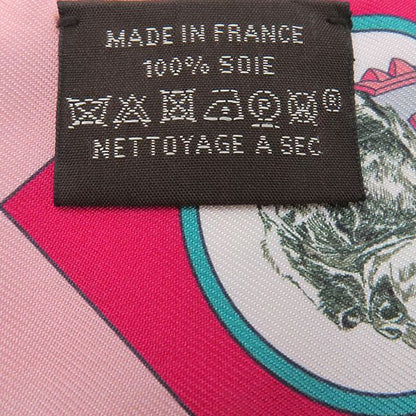 MADE IN FRANCE
100% SOIE
P ®
NETTOYAGE À SEC